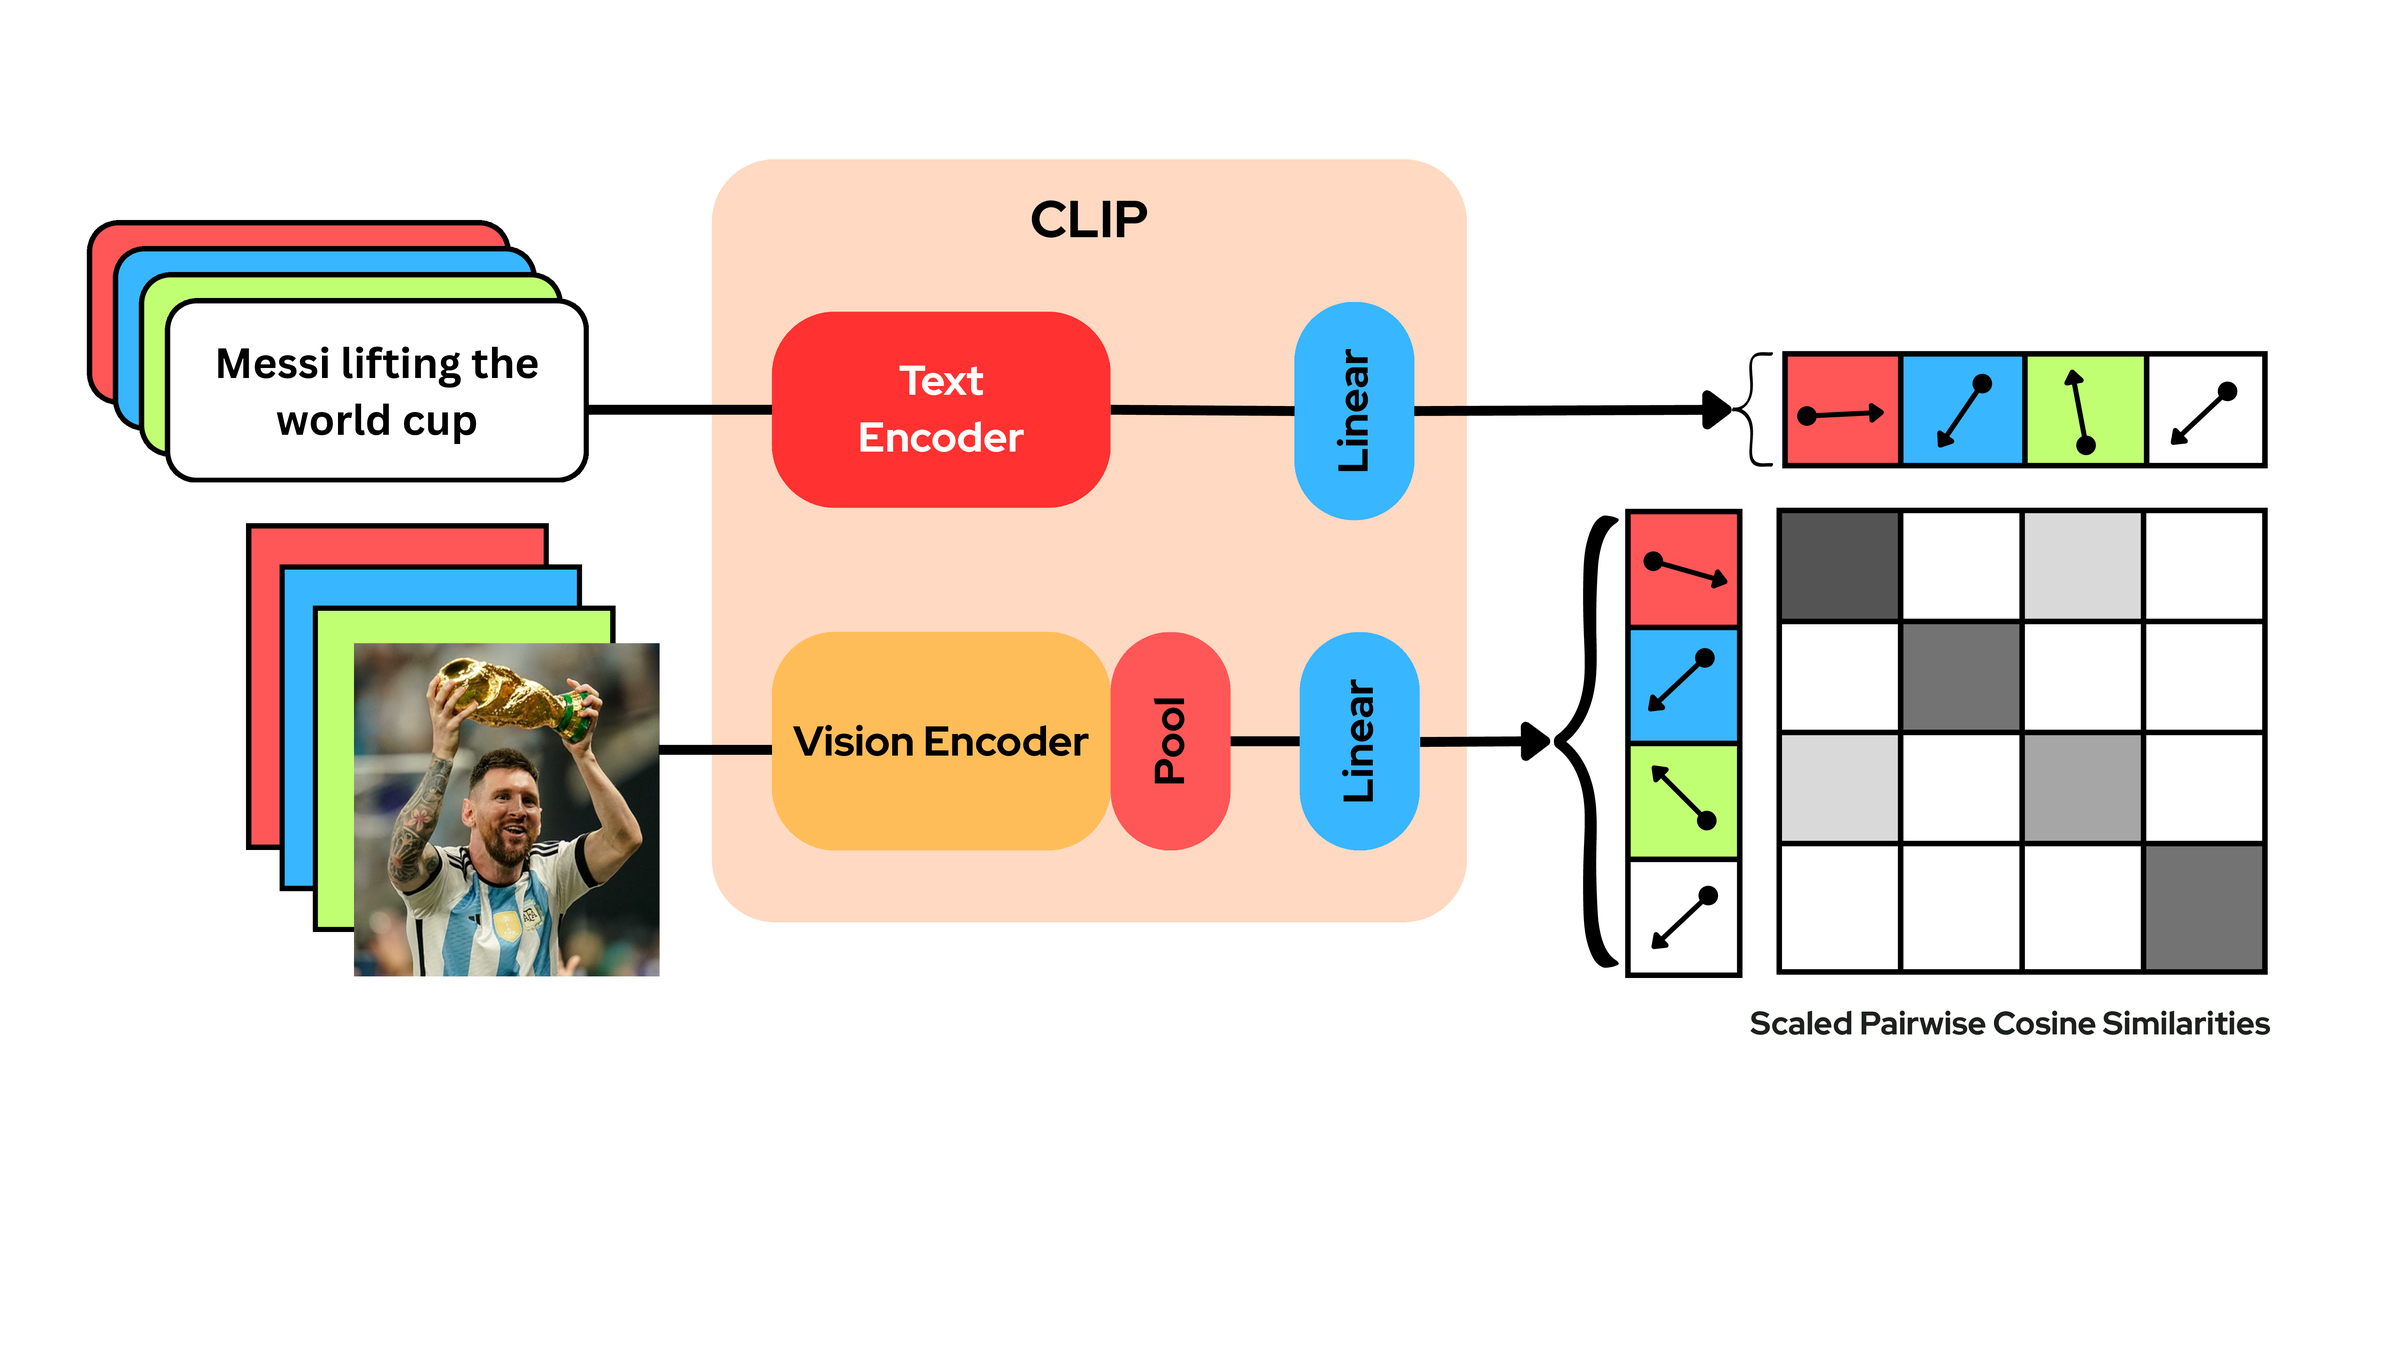 CLIP
Messi lifting the
world cup
Text
Encoder
Linear
Vision Encoder
Pool
Linear
Scaled Pairwise Cosine Similarities